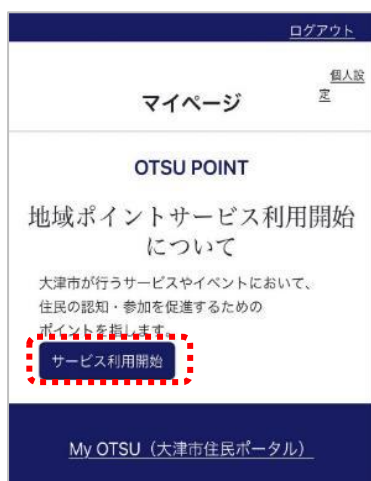 ログアウト
個人設
定
マイページ
OTSU POINT
地域ポイントサービス利用開始
について
大津市が行うサービスやイベントにおいて、
住民の認知・参加を促進するための
ポイントを指します。
サービス利用開始
My OTSU（大津市住民ポータル）